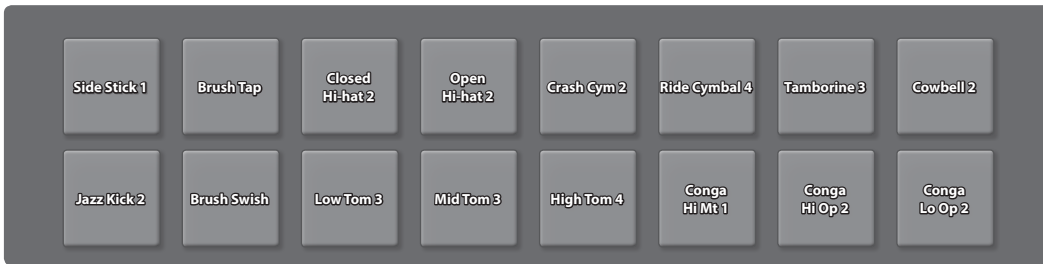 Side Stick 1
Brush Tap
Closed
Hi-hat 2
Open
Hi-hat 2
Crash Cym 2
Ride Cymbal 4
Tamborine 3
Cowbell 2
Jazz Kick 2
Brush Swish
Low Tom 3
Mid Tom 3
High Tom 4
Conga
Hi Mt 1
Conga
Hi Op 2
Conga
Lo Op 2